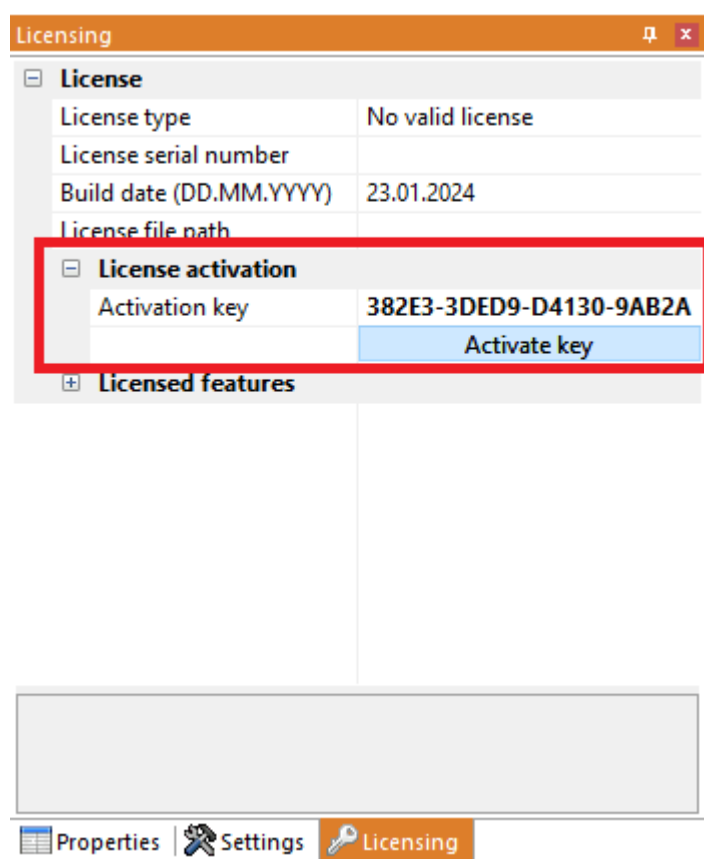 Licensing
License
License type No valid license
License serial number
Build date (DD.MM.YYYY) 23.01.2024
License file path
License activation
Activation key 382E3-3DED9-D4130-9AB2A
Activate key
Licensed features
Properties Settings Licensing